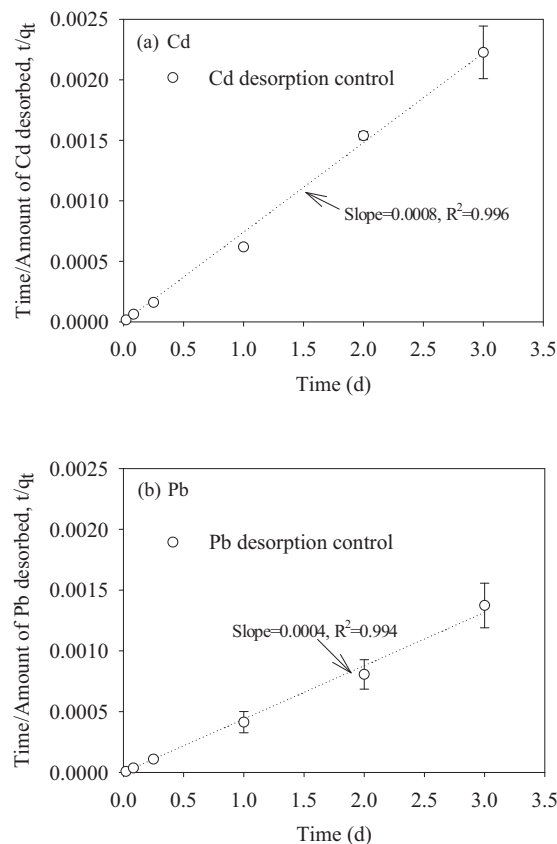 (a) Cd
Cd desorption control
Time/Amount of Cd desorbed, t/qt
0.0025
0.0020
0.0015
0.0010
0.0005
0.0000
Slope=0.0008, R²=0.996
0.0 0.5 1.0 1.5 2.0 2.5 3.0 3.5
Time (d)
(b) Pb
Pb desorption control
Time/Amount of Pb desorbed, t/qt
0.0025
0.0020
0.0015
0.0010
0.0005
0.0000
Slope=0.0004, R²=0.994
0.0 0.5 1.0 1.5 2.0 2.5 3.0 3.5
Time (d)